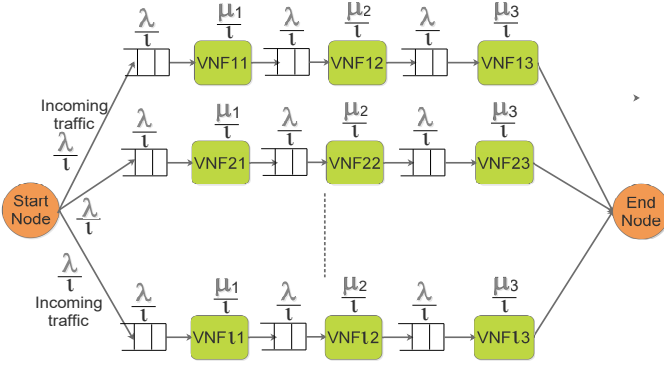 λ/ι μ1/ι λ/ι μ2/ι λ/ι μ3/ι
VNF11 VNF12 VNF13
Incoming
traffic
λ/ι
λ/ι μ1/ι λ/ι μ2/ι λ/ι μ3/ι
VNF21 VNF22 VNF23
Start
Node
λ/ι
End
Node
λ/ι
Incoming
traffic
λ/ι μ1/ι λ/ι μ2/ι λ/ι μ3/ι
VNFι1 VNFι2 VNFι3